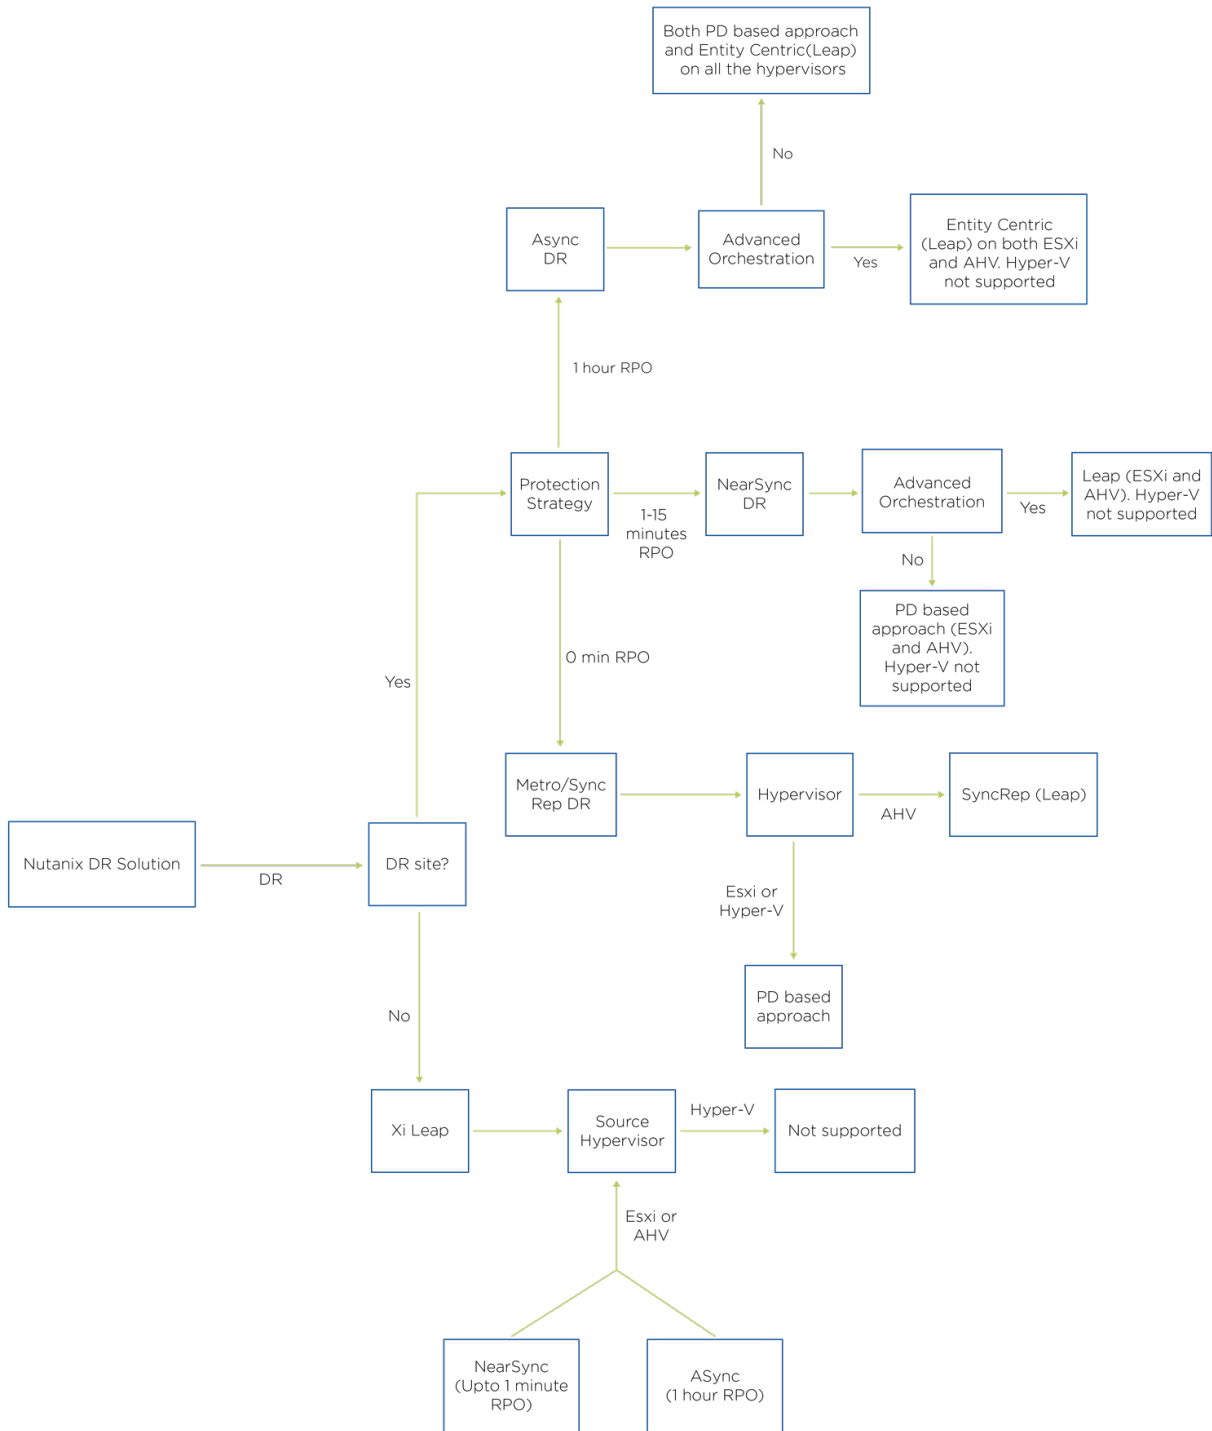 Both PD based approach
and Entity Centric(Leap)
on all the hypervisors
No
Async
DR
Advanced
Orchestration
Yes
Entity Centric
(Leap) on both ESXi
and AHV. Hyper-V
not supported
1 hour RPO
Protection
Strategy
1-15
minutes
RPO
NearSync
DR
Advanced
Orchestration
Yes
Leap (ESXi and
AHV). Hyper-V
not supported
No
PD based
approach (ESXi
and AHV).
Hyper-V not
supported
0 min RPO
Yes
Metro/Sync
Rep DR
Hypervisor
AHV
SyncRep (Leap)
Nutanix DR Solution
DR
DR site?
Esxi or
Hyper-V
PD based
approach
No
Xi Leap
Source
Hypervisor
Hyper-V
Not supported
Esxi or
AHV
NearSync
(Upto 1 minute
RPO)
ASync
(1 hour RPO)